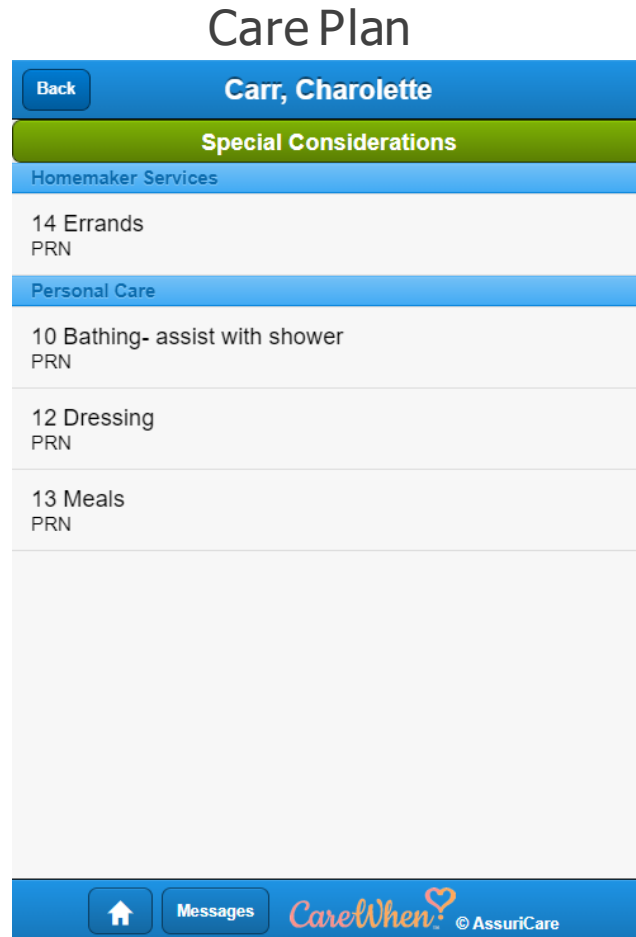 Care Plan
Back
Carr, Charolette
Special Considerations
Homemaker Services
14 Errands
PRN
Personal Care
10 Bathing- assist with shower
PRN
12 Dressing
PRN
13 Meals
PRN
Messages
CareWhen? © AssuriCare